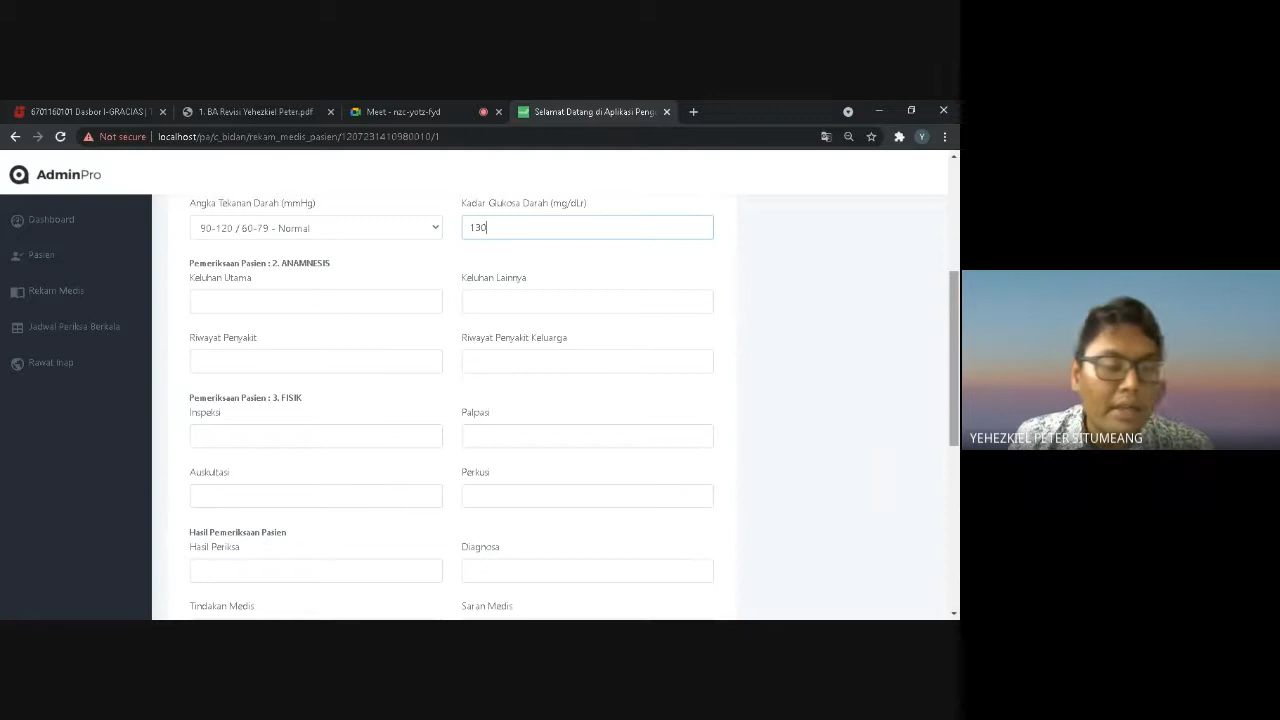 6701160101 Dasbor I-GRACIAS |
1. BA Revisi Yehezkiel Peter.pdf
Meet - nzc-yotz-fyd
Selamat Datang di Aplikasi Peng
Not secure localhost/pa/c_bidan/rekam_medis_pasien/1207231410980010/1
Y
AdminPro
Dashboard
Pasien
Rekam Medis
Jadwal Periksa Berkala
Rawat Inap
Angka Tekanan Darah (mmHg)
Kadar Glukosa Darah (mg/dLr)
90-120 / 60-79 - Normal
130
Pemeriksaan Pasien : 2. ANAMNESIS
Keluhan Utama
Keluhan Lainnya
Riwayat Penyakit
Riwayat Penyakit Keluarga
Pemeriksaan Pasien : 3. FISIK
Inspeksi
Palpasi
Auskultasi
Perkusi
Hasil Pemeriksaan Pasien
Hasil Periksa
Diagnosa
Tindakan Medis
Saran Medis
YEHEZKIEL PETER SITUMEANG